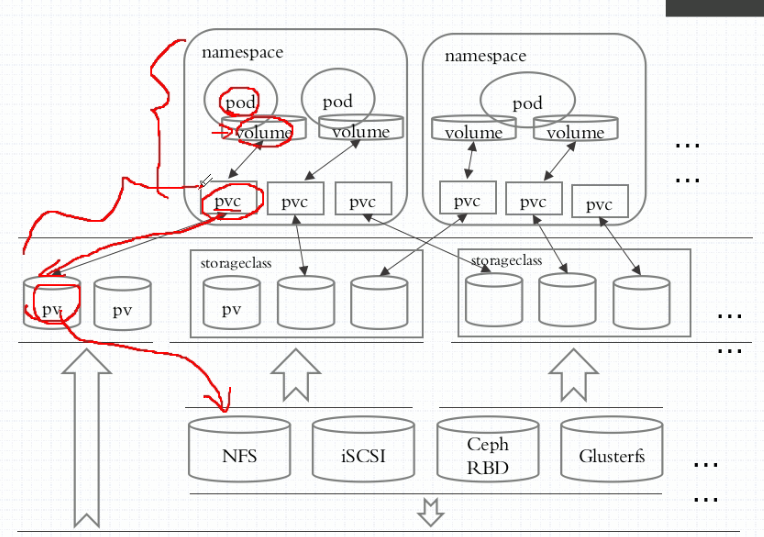 namespace
namespace
pod
pod
pod
volume
volume
volume
volume
...
...
pvc
pvc
pvc
pvc
pvc
pvc
storageclass
storageclass
pv
pv
pv
...
...
NFS
iSCSI
Ceph
RBD
Glusterfs
...
...